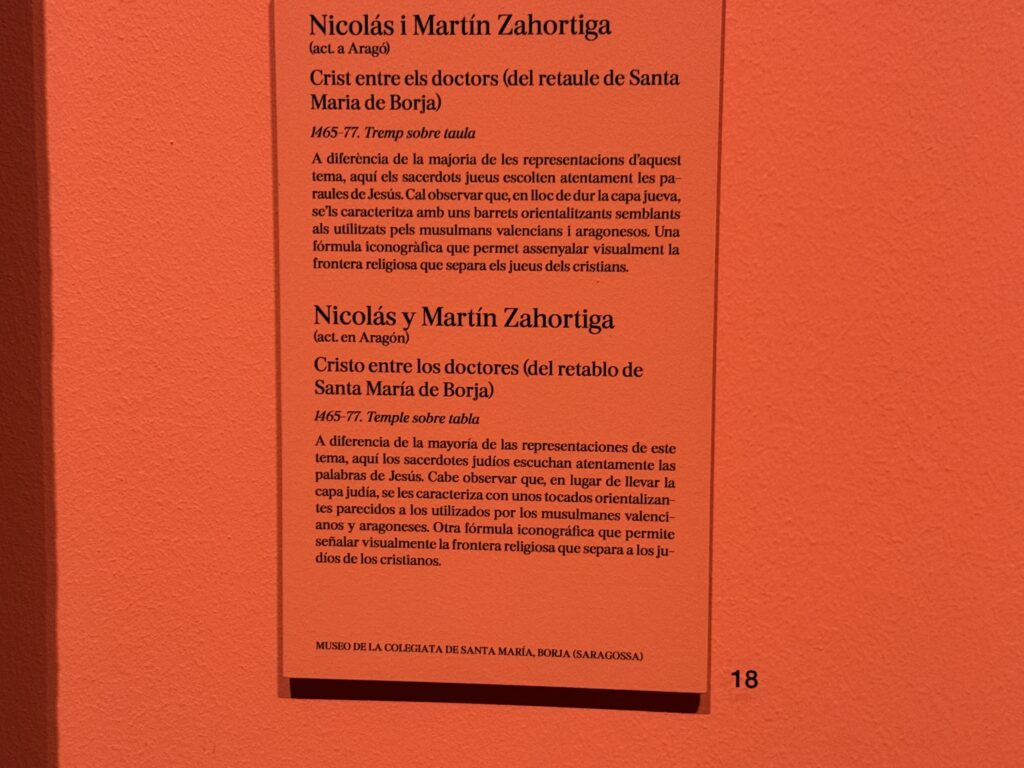 Nicolás i Martín Zahortiga
(act. a Aragó)
Crist entre els doctors (del retaule de Santa
Maria de Borja)
1465-77. Tremp sobre taula
A diferència de la majoria de les representacions d'aquest
tema, aquí els sacerdots jueus escolten atentament les pa-
raules de Jesús. Cal observar que, en lloc de dur la capa jueva,
se'ls caracteritza amb uns barrets orientalitzants semblants
als utilitzats pels musulmans valencians i aragonesos. Una
fórmula iconogràfica que permet assenyalar visualment la
frontera religiosa que separa els jueus dels cristians.
Nicolás y Martín Zahortiga
(act. en Aragón)
Cristo entre los doctores (del retablo de
Santa María de Borja)
1465-77. Temple sobre tabla
A diferencia de la mayoría de las representaciones de este
tema, aquí los sacerdotes judíos escuchan atentamente las
palabras de Jesús. Cabe observar que, en lugar de llevar la
capa judía, se les caracteriza con unos tocados orientalizan-
tes parecidos a los utilizados por los musulmanes valenci-
anos y aragoneses. Otra fórmula iconográfica que permite
señalar visualmente la frontera religiosa que separa a los ju-
díos de los cristianos.
MUSEO DE LA COLEGIATA DE SANTA MARÍA, BORJA (SARAGOSSA)
18